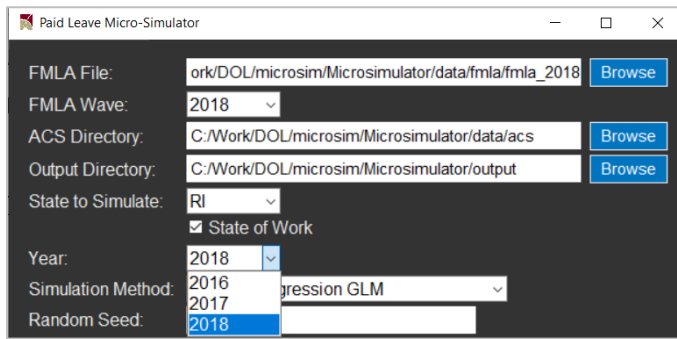 Paid Leave Micro-Simulator
FMLA File: ork/DOL/microsim/Microsimulator/data/fmla/fmla_2018 Browse
FMLA Wave: 2018
ACS Directory: C:/Work/DOL/microsim/Microsimulator/data/acs Browse
Output Directory: C:/Work/DOL/microsim/Microsimulator/output Browse
State to Simulate: RI
State of Work
Year: 2018
2016
Simulation Method: GLM
2017
Random Seed: 2018